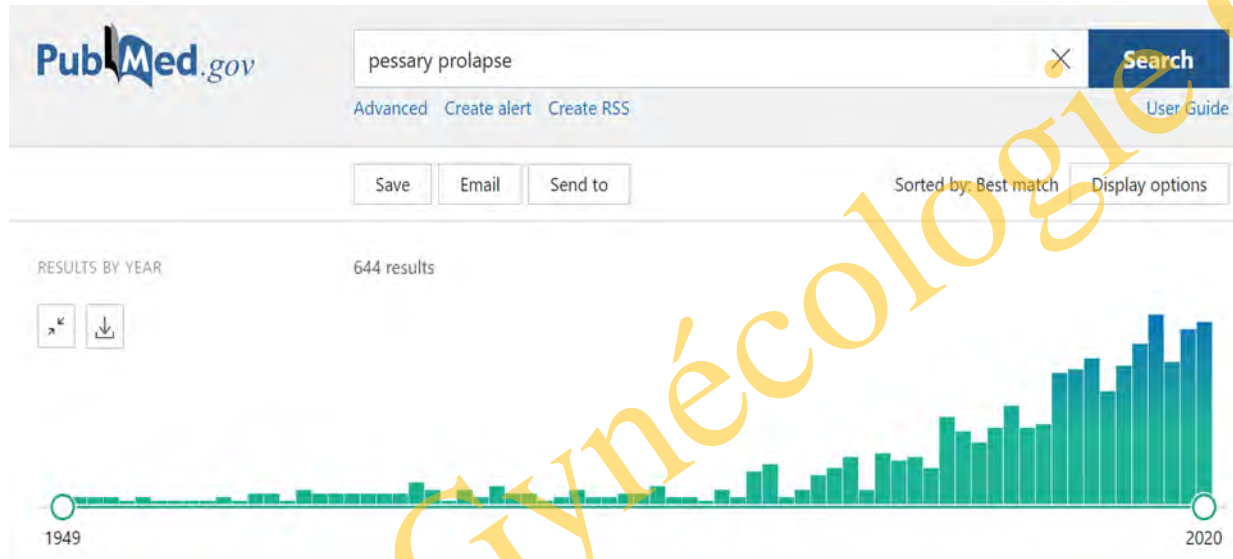 PubMed.gov
pessary prolapse
Search
Advanced Create alert Create RSS
User Guide
Save Email Send to
Sorted by: Best match Display options
RESULTS BY YEAR
644 results
1949
2020
Gynécologie